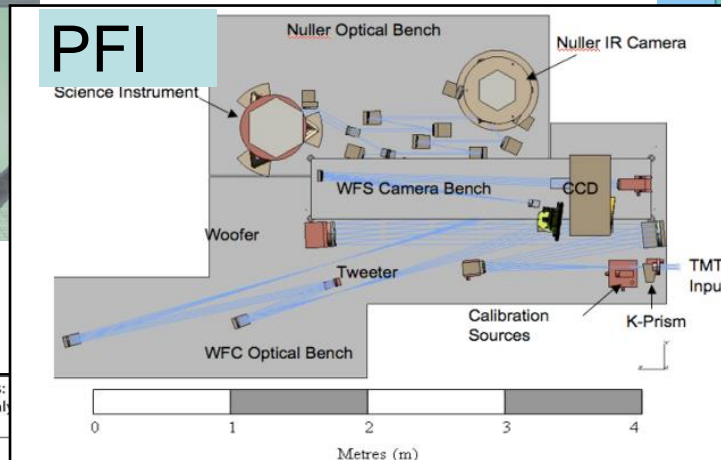 PFI
Nuller Optical Bench
Nuller IR Camera
Science Instrument
WFS Camera Bench
CCD
Woofer
Tweeter
TMT
Inpu
Calibration
Sources
K-Prism
WFC Optical Bench
0 1 2 3 4
Metres (m)